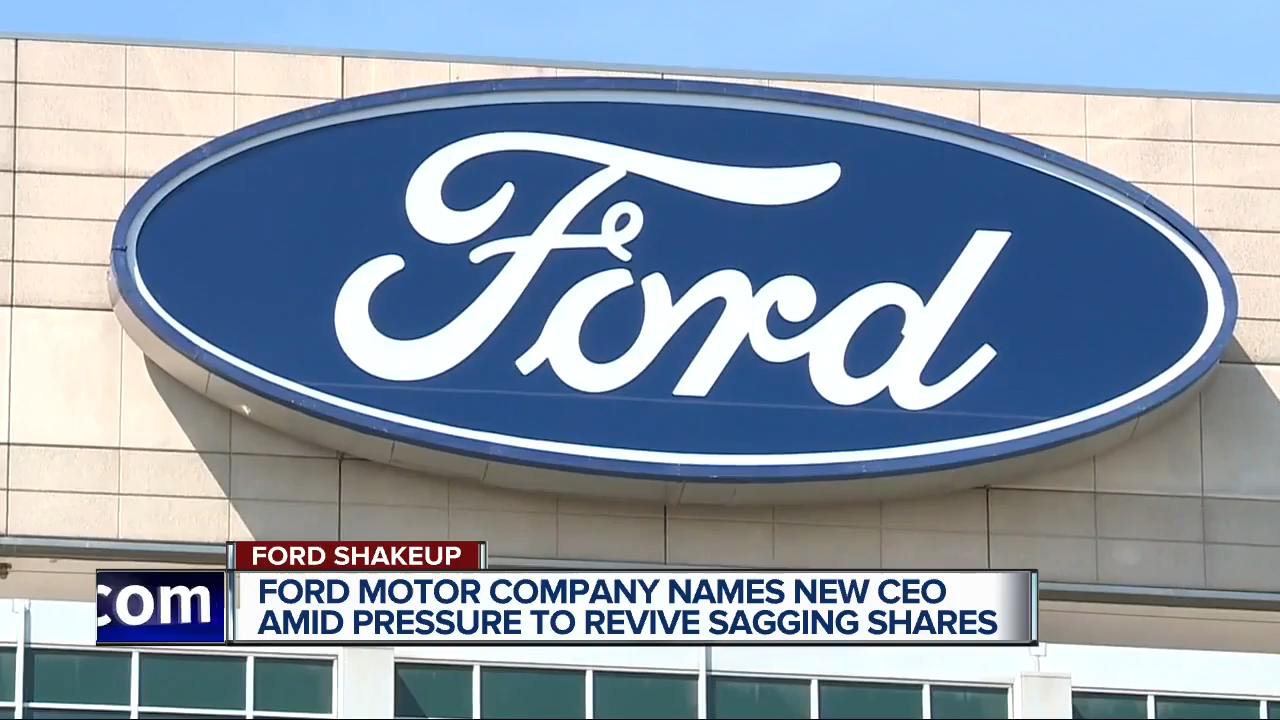 Ford
FORD SHAKEUP
com
FORD MOTOR COMPANY NAMES NEW CEO
AMID PRESSURE TO REVIVE SAGGING SHARES